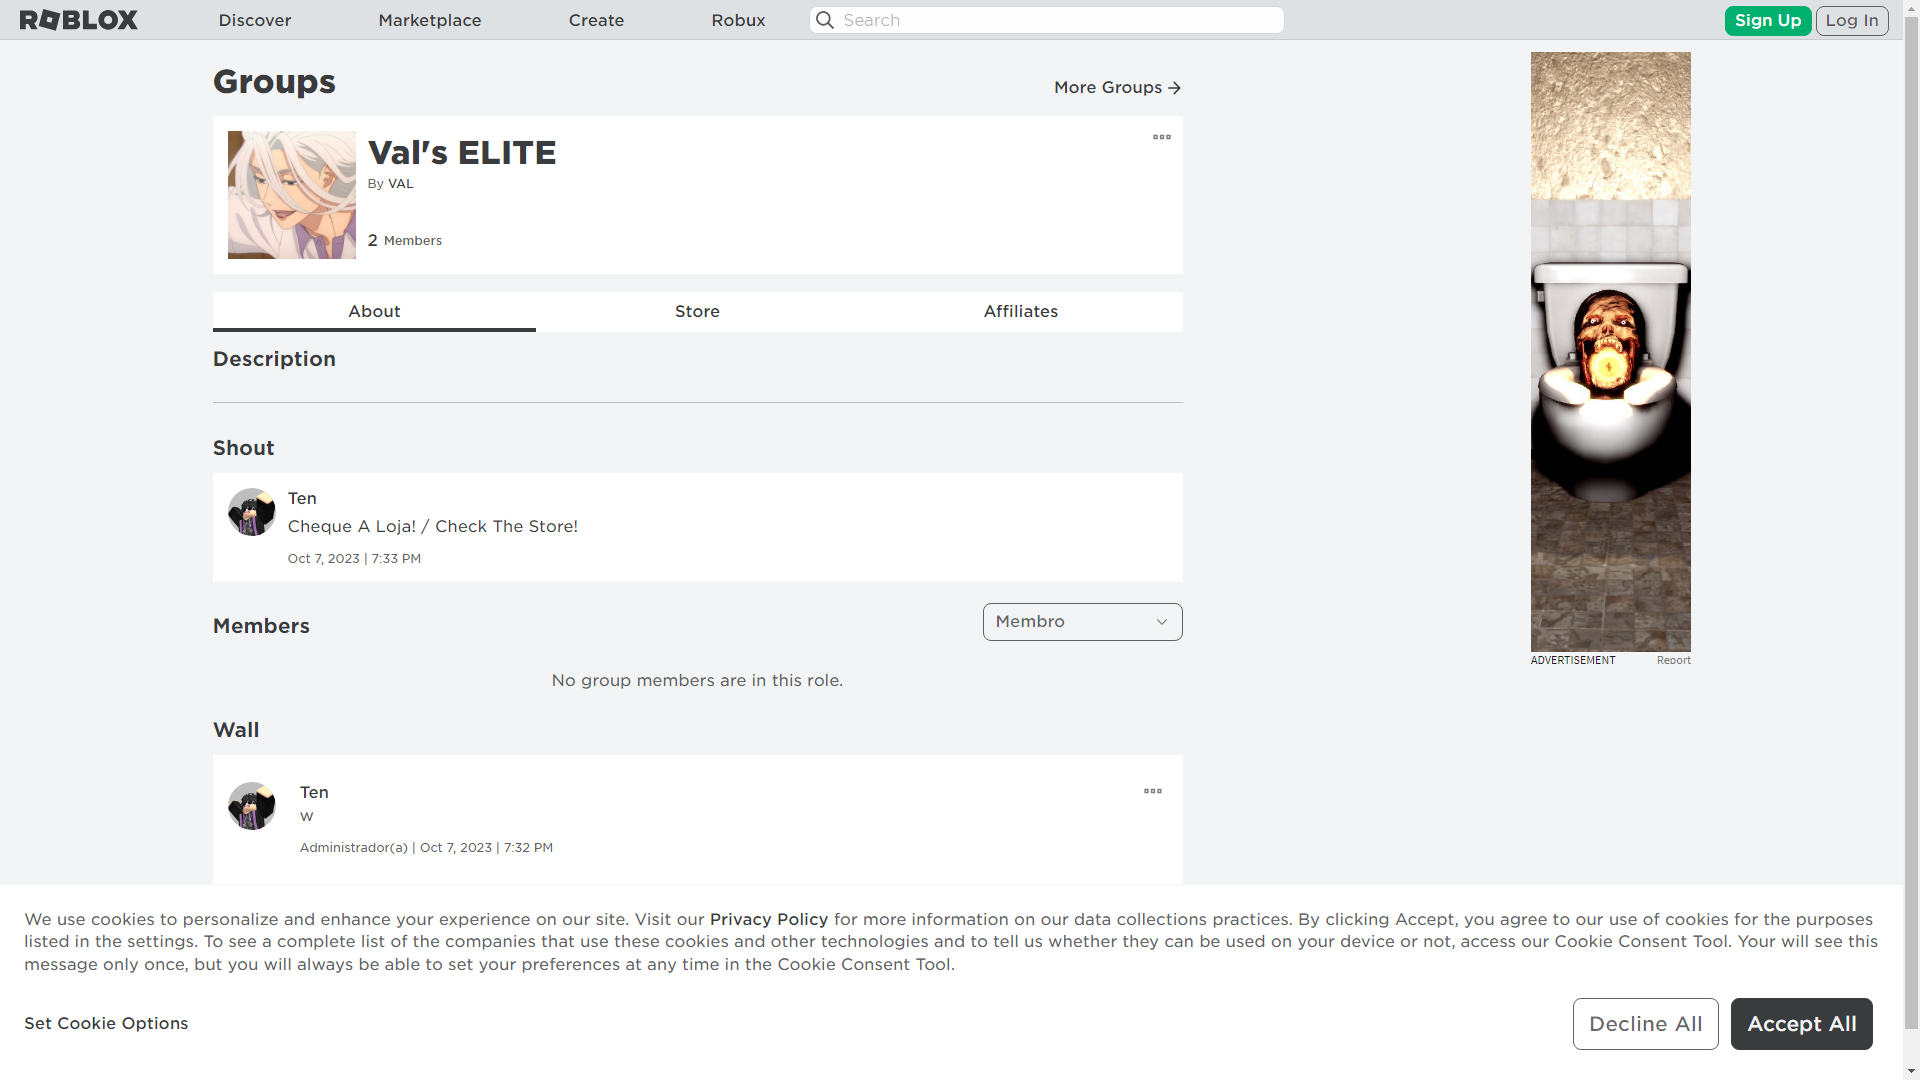 ROBLOX
Discover
Marketplace
Create
Robux
Search
Sign Up
Log In
Groups
More Groups
Val's ELITE
By VAL
2 Members
About
Store
Affiliates
Description
Shout
Ten
Cheque A Loja! / Check The Store!
Oct 7, 2023 | 7:33 PM
Members
Membro
No group members are in this role.
ADVERTISEMENT
Report
Wall
Ten
w
Administrador(a) | Oct 7, 2023 | 7:32 PM
We use cookies to personalize and enhance your experience on our site. Visit our Privacy Policy for more information on our data collections practices. By clicking Accept, you agree to our use of cookies for the purposes
listed in the settings. To see a complete list of the companies that use these cookies and other technologies and to tell us whether they can be used on your device or not, access our Cookie Consent Tool. Your will see this
message only once, but you will always be able to set your preferences at any time in the Cookie Consent Tool.
Set Cookie Options
Decline All
Accept All